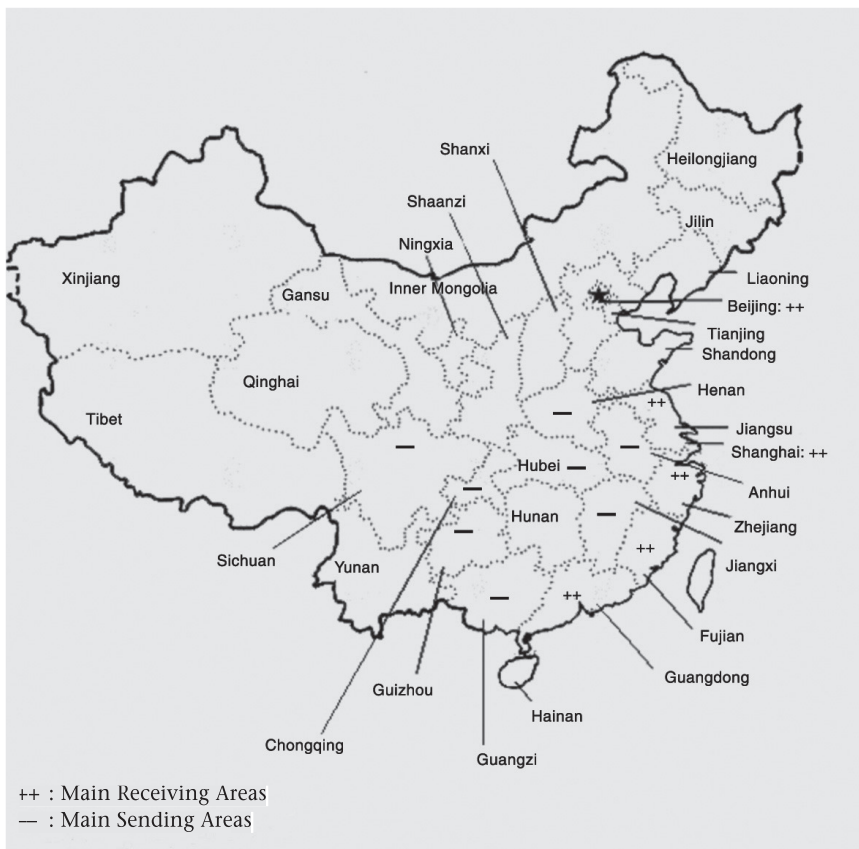 Shanxi
Heilongjiang
Shaanzi
Jilin
Ningxia
Xinjiang
Gansu
Inner Mongolia
Liaoning
Beijing: ++
Tianjing
Shandong
Qinghai
Henan
++
Tibet
—
Jiangsu
—
—
Shanghai: ++
Hubei
—
++
Anhui
—
Hunan
—
Zhejiang
—
++
Sichuan
Yunan
Jiangxi
—
++
Fujian
Guizhou
Guangdong
Hainan
Chongqing
Guangzi
++ : Main Receiving Areas
— : Main Sending Areas